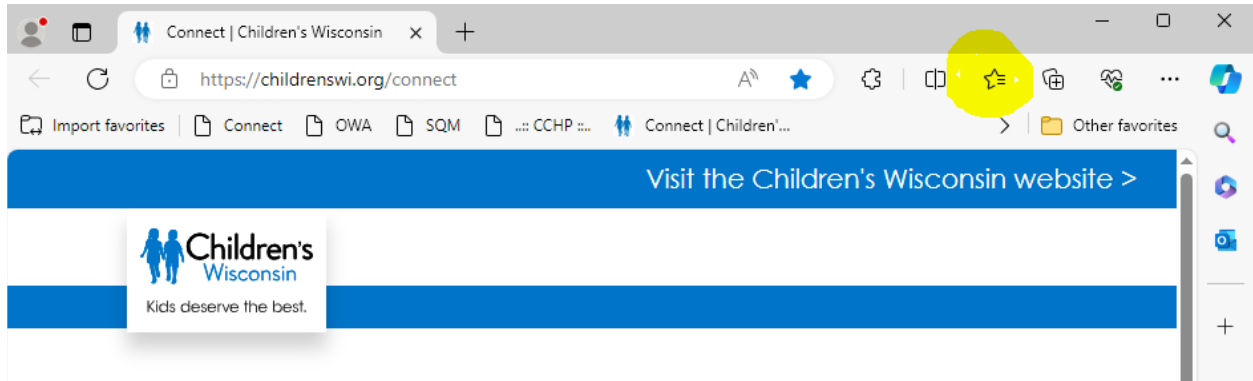 Connect | Children's Wisconsin
https://childrenswi.org/connect
Import favorites Connect OWA SQM ..:: CCHP ::... Connect | Children'... Other favorites
Visit the Children's Wisconsin website >
Children's
Wisconsin
Kids deserve the best.